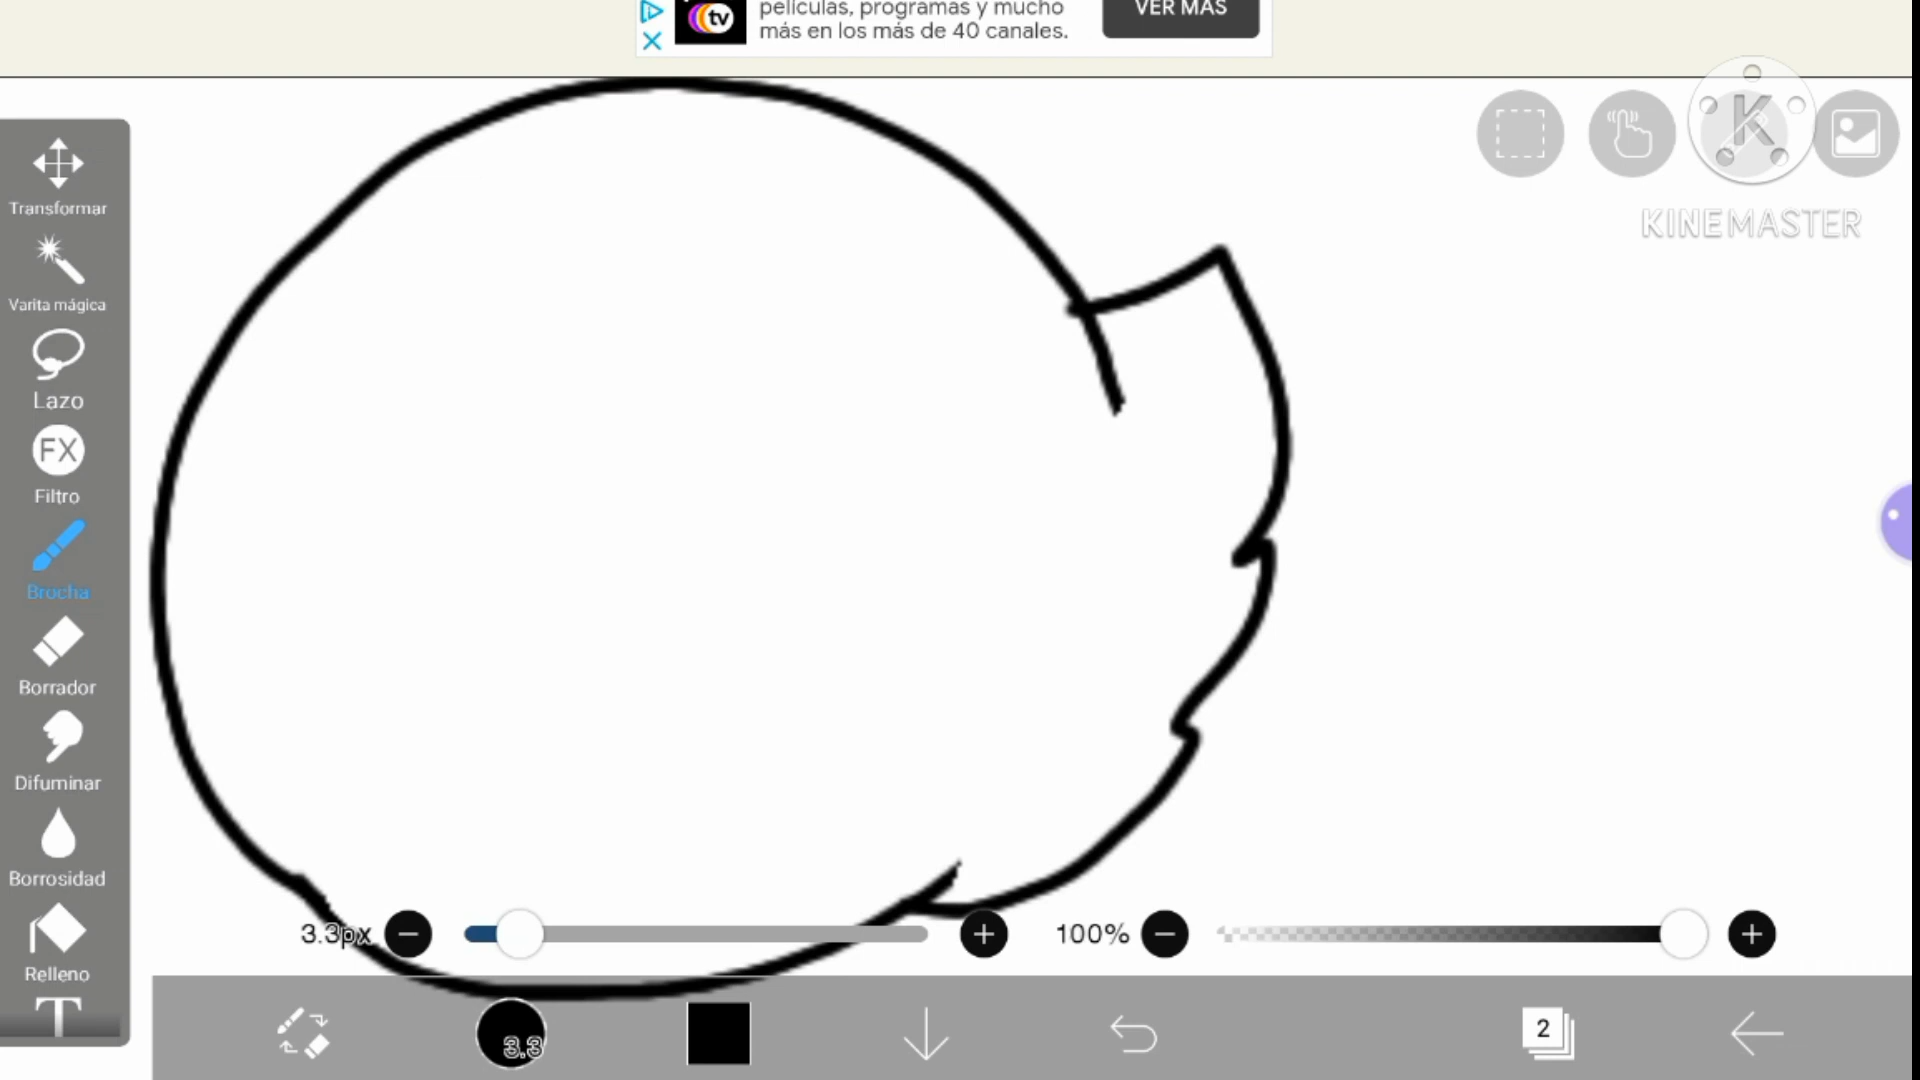 películas, programas y mucho
más en los más de 40 canales.
VER MÁS
tv
K
KINEMASTER
Transformar
Varita mágica
Lazo
FX
Filtro
Brocha
Borrador
Difuminar
Borrosidad
Relleno
T
3.3px
100%
3.3
2